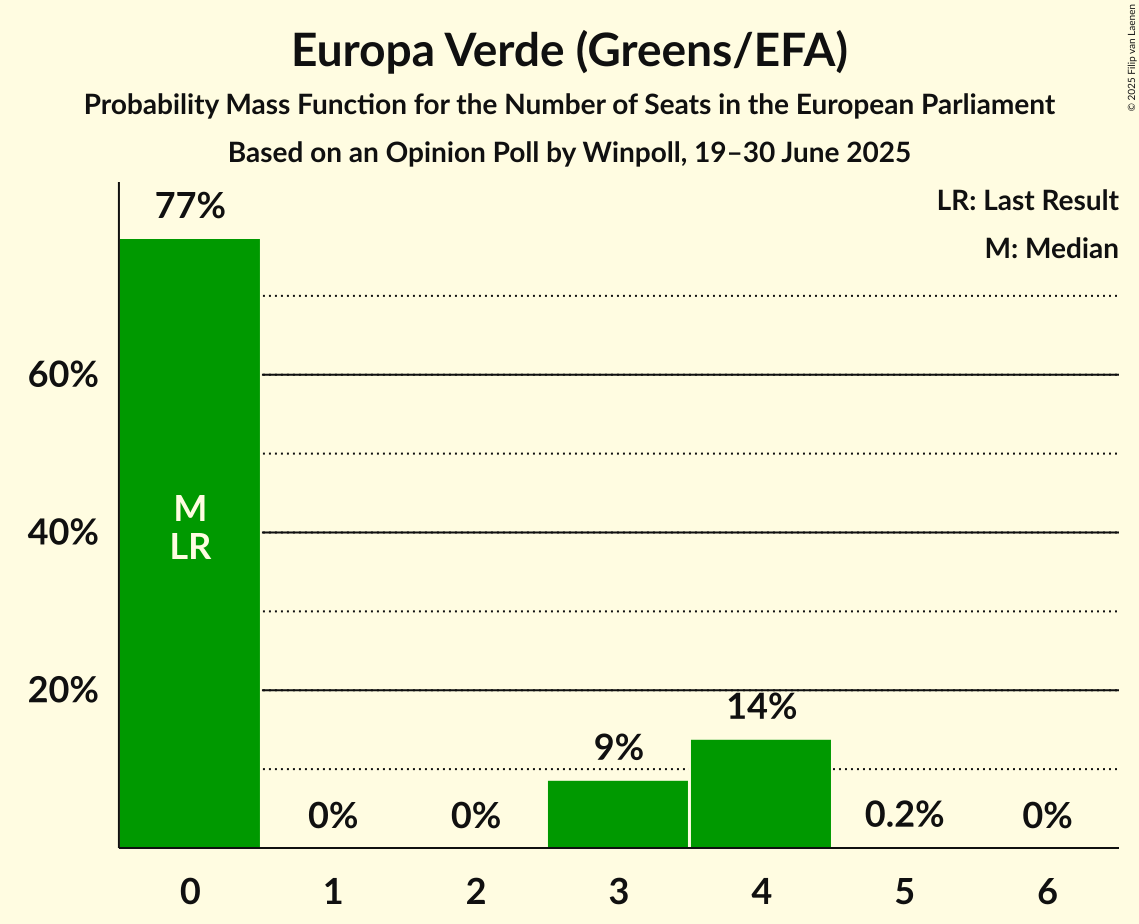 Europa Verde (Greens/EFA)
Probability Mass Function for the Number of Seats in the European Parliament
Based on an Opinion Poll by Winpoll, 19–30 June 2025
© 2025 Filip van Laenen
LR: Last Result
M: Median
77%
60%
40%
20%
M
LR
0%
0%
9%
14%
0.2%
0%
0 1 2 3 4 5 6